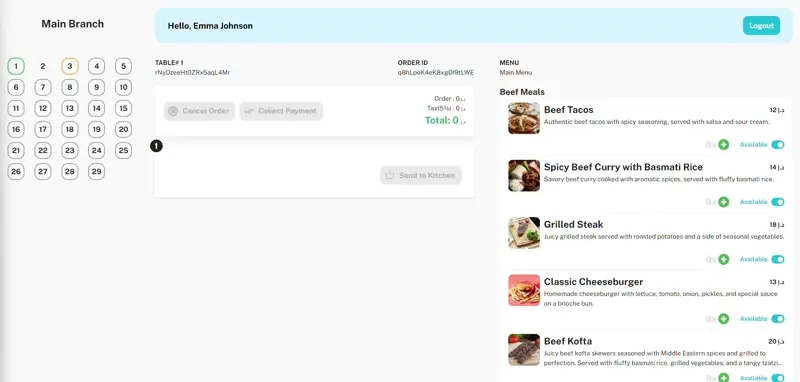 Main Branch
Hello, Emma Johnson
Logout
1 2 3 4 5
6 7 8 9 10
11 12 13 14 15
16 17 18 19 20
21 22 23 24 25
26 27 28 29
TABLE# 1
rNyDzeeHt0ZRx5aqL4Mr
ORDER ID
qBhLpoK4eK8xgDI9tLWE
Cancel Order
Collect Payment
Order : 0 د.إ
Tax(5%) : 0 د.إ
Total: 0 د.إ
1
Send to Kitchen
MENU
Main Menu
Beef Meals
Beef Tacos
12 د.إ
Authentic beef tacos with spicy seasoning, served with salsa and sour cream.
0x
Available
Spicy Beef Curry with Basmati Rice
14 د.إ
Savory beef curry cooked with aromatic spices, served with fluffy basmati rice.
0x
Available
Grilled Steak
18 د.إ
Juicy grilled steak served with roasted potatoes and a side of seasonal vegetables.
0x
Available
Classic Cheeseburger
13 د.إ
Homemade cheeseburger with lettuce, tomato, onion, pickles, and special sauce
on a brioche bun.
0x
Available
Beef Kofta
20 د.إ
Juicy beef kofta skewers seasoned with Middle Eastern spices and grilled to
perfection. Served with fluffy basmati rice, grilled vegetables, and a tangy tzatzi...
0x
Available